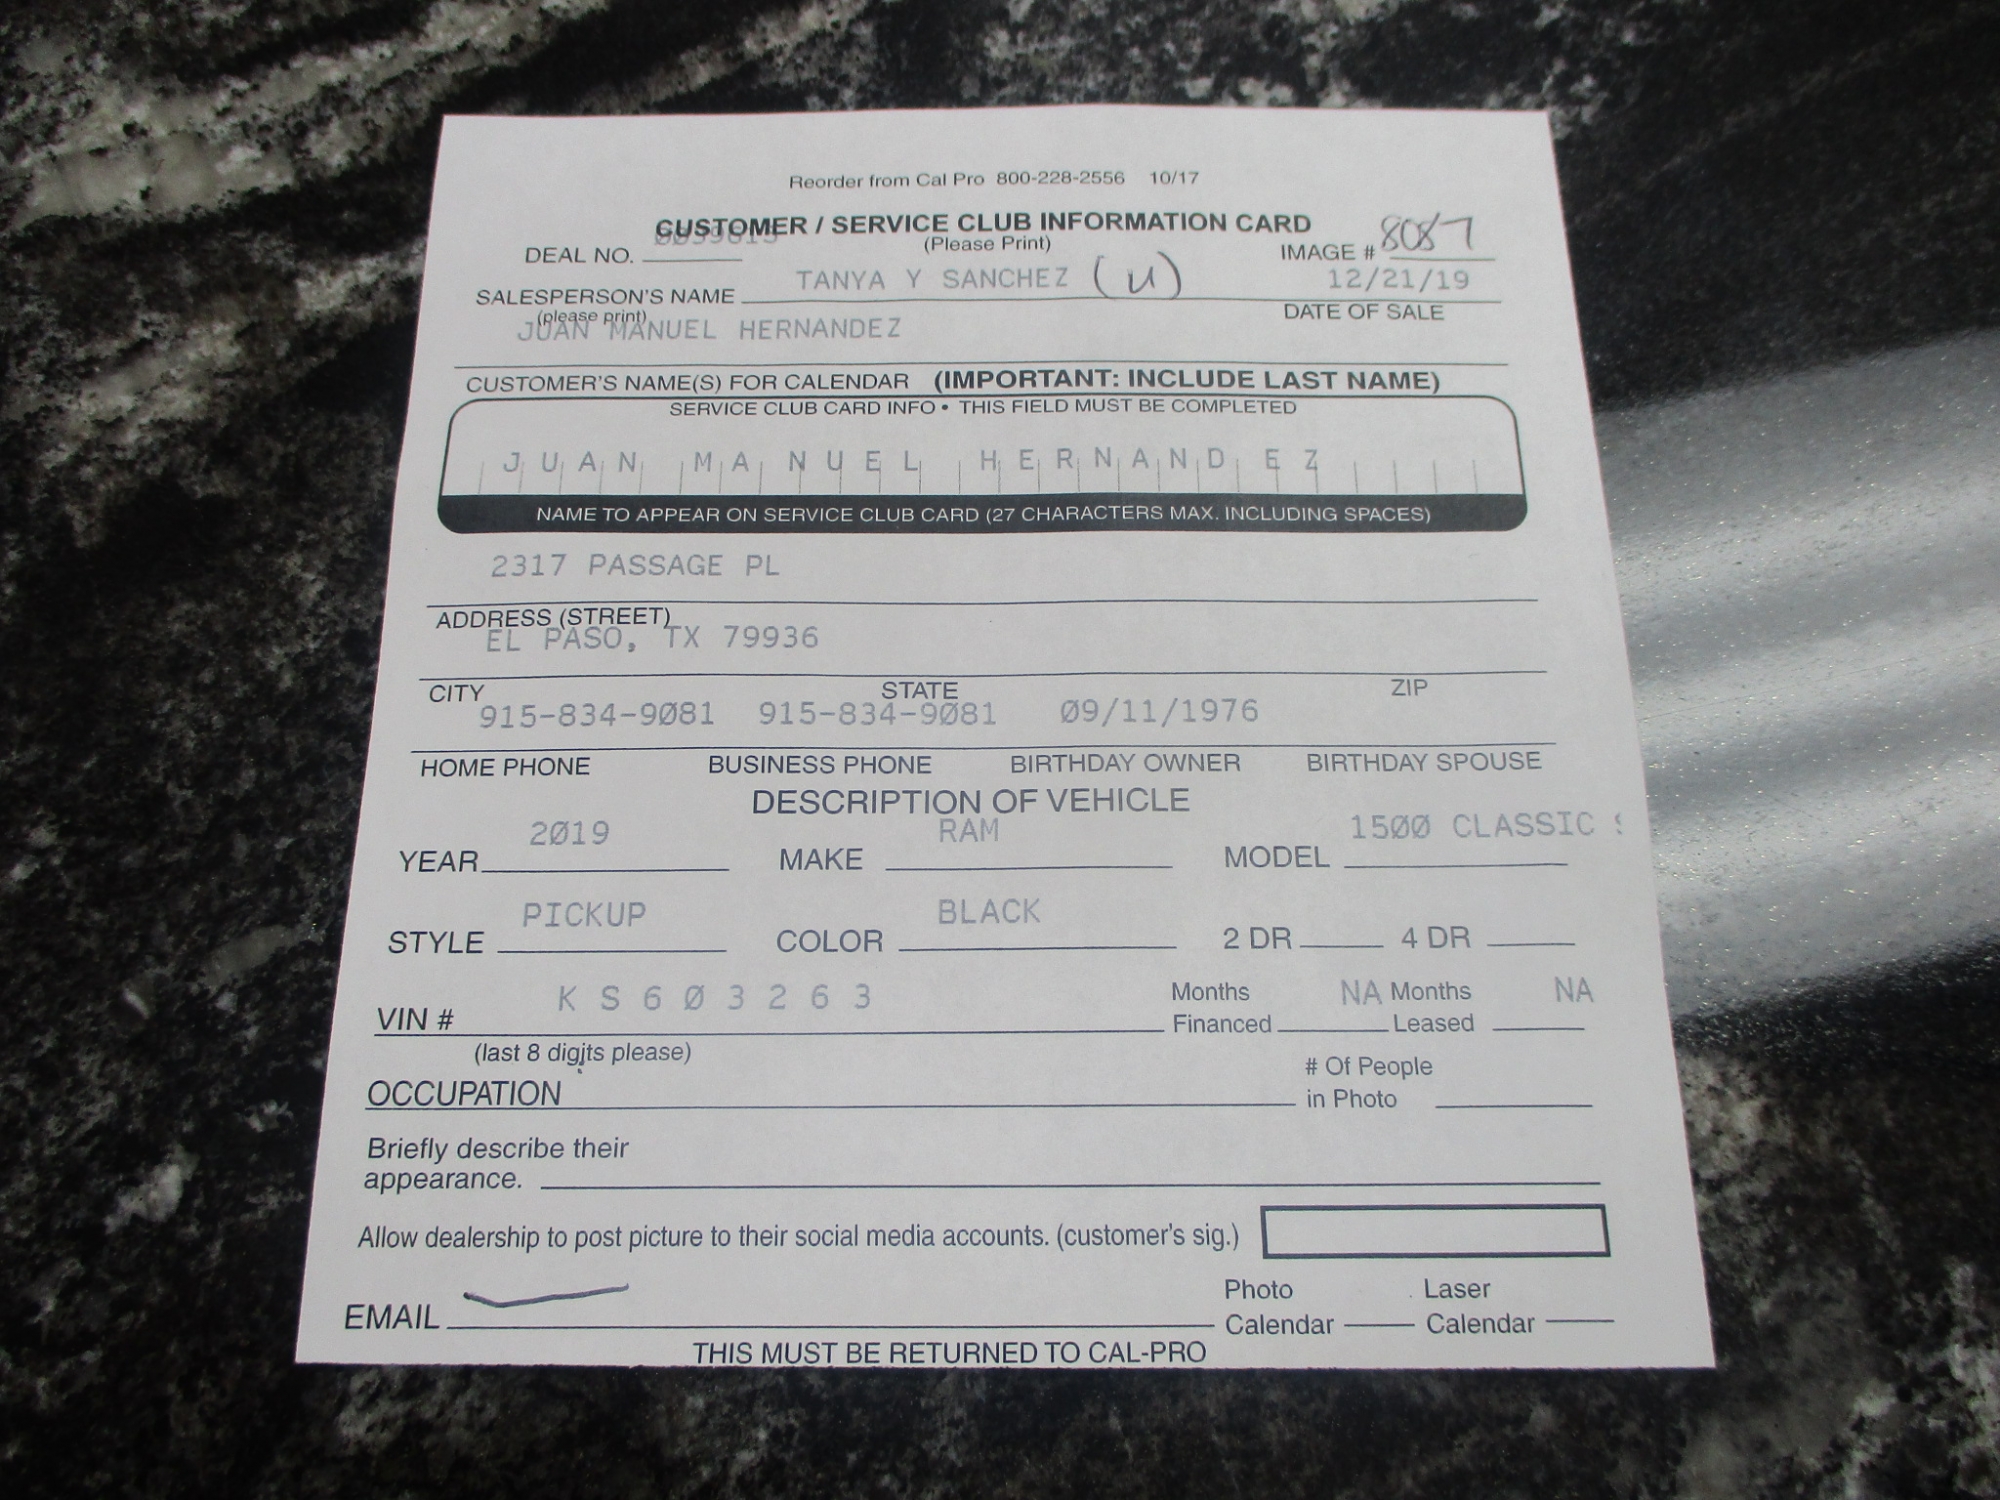 Reorder from Cal Pro 800-228-2556 10/17
CUSTOMER / SERVICE CLUB INFORMATION CARD
(Please Print)
DEAL NO. IMAGE # 8087
TANYA Y SANCHEZ (U) 12/21/19
SALESPERSON'S NAME DATE OF SALE
(please print)
JUAN MANUEL HERNANDEZ
CUSTOMER'S NAME(S) FOR CALENDAR (IMPORTANT: INCLUDE LAST NAME)
SERVICE CLUB CARD INFO • THIS FIELD MUST BE COMPLETED
JUAN MANUEL HERNANDEZ
NAME TO APPEAR ON SERVICE CLUB CARD (27 CHARACTERS MAX. INCLUDING SPACES)
2317 PASSAGE PL
ADDRESS (STREET)
EL PASO, TX 79936
CITY STATE ZIP
915-834-9081 915-834-9081 09/11/1976
HOME PHONE BUSINESS PHONE BIRTHDAY OWNER BIRTHDAY SPOUSE
DESCRIPTION OF VEHICLE
2019 RAM 1500 CLASSIC
YEAR MAKE MODEL
PICKUP BLACK
STYLE COLOR 2 DR 4 DR
K S 6 0 3 2 6 3 Months NA Months NA
VIN # Financed Leased
(last 8 digits please)
# Of People
OCCUPATION in Photo
Briefly describe their
appearance.
Allow dealership to post picture to their social media accounts. (customer's sig.)
Photo Laser
EMAIL Calendar Calendar
THIS MUST BE RETURNED TO CAL-PRO